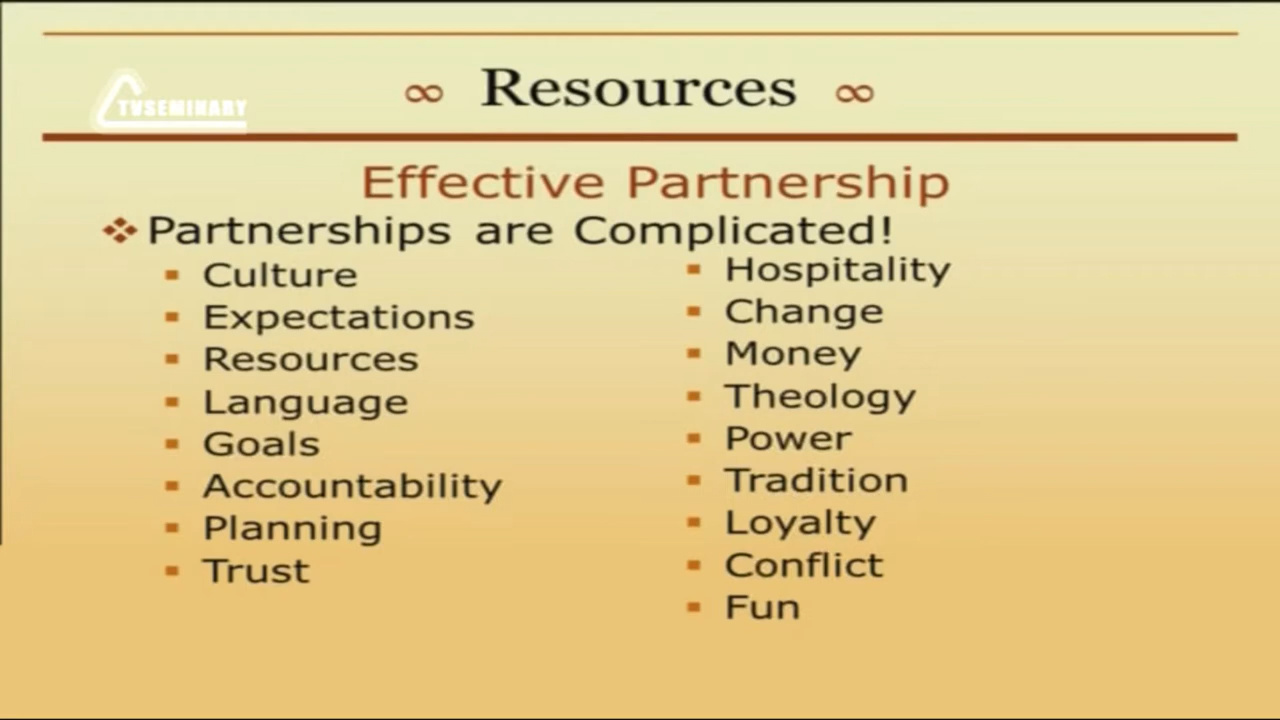 TVSEMINARY
∞ Resources ∞
Effective Partnership
❖ Partnerships are Complicated!
▪ Culture
▪ Expectations
▪ Resources
▪ Language
▪ Goals
▪ Accountability
▪ Planning
▪ Trust
▪ Hospitality
▪ Change
▪ Money
▪ Theology
▪ Power
▪ Tradition
▪ Loyalty
▪ Conflict
▪ Fun